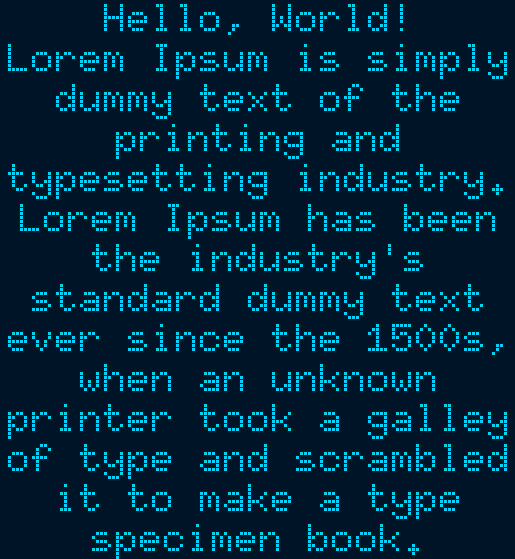 Hello, World!
Lorem Ipsum is simply
dummy text of the
printing and
typesetting industry.
Lorem Ipsum has been
the industry's
standard dummy text
ever since the 1500s,
when an unknown
printer took a galley
of type and scrambled
it to make a type
specimen book.